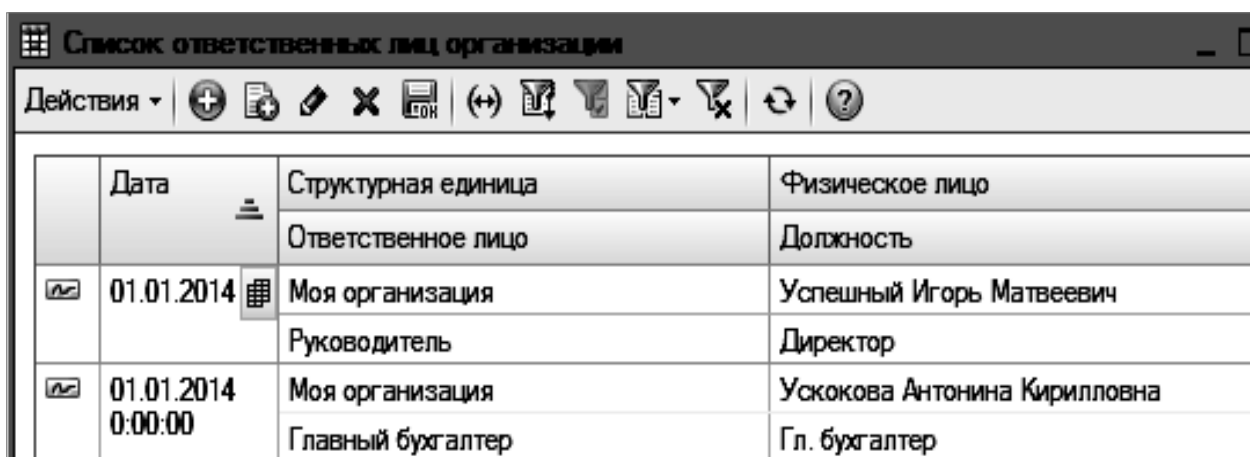 Список ответственных лиц организации
Действия
Дата Структурная единица Физическое лицо
Ответственное лицо Должность
01.01.2014 Моя организация Успешный Игорь Матвеевич
Руководитель Директор
01.01.2014 Моя организация Ускокова Антонина Кирилловна
0:00:00 Главный бухгалтер Гл. бухгалтер